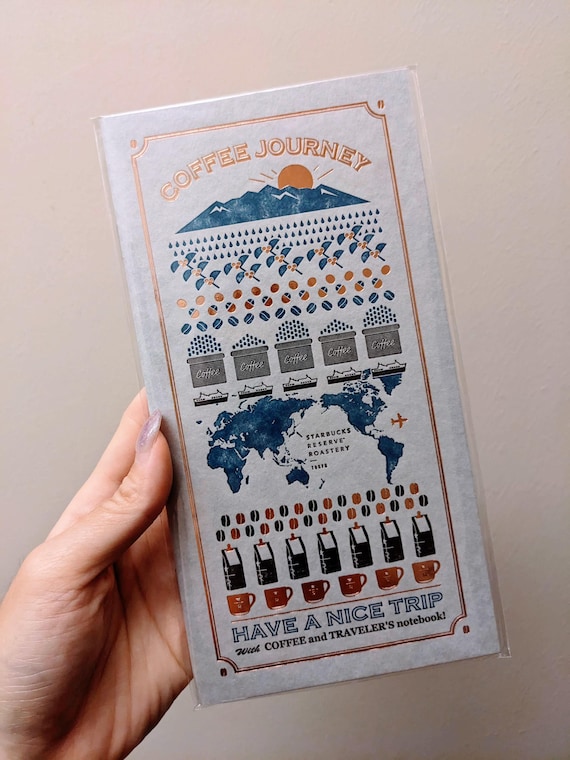 COFFEE JOURNEY
Coffee Coffee Coffee Coffee Coffee
STARBUCKS
RESERVE
ROASTERY
TOKYO
HAVE A NICE TRIP
With COFFEE and TRAVELER'S notebook!